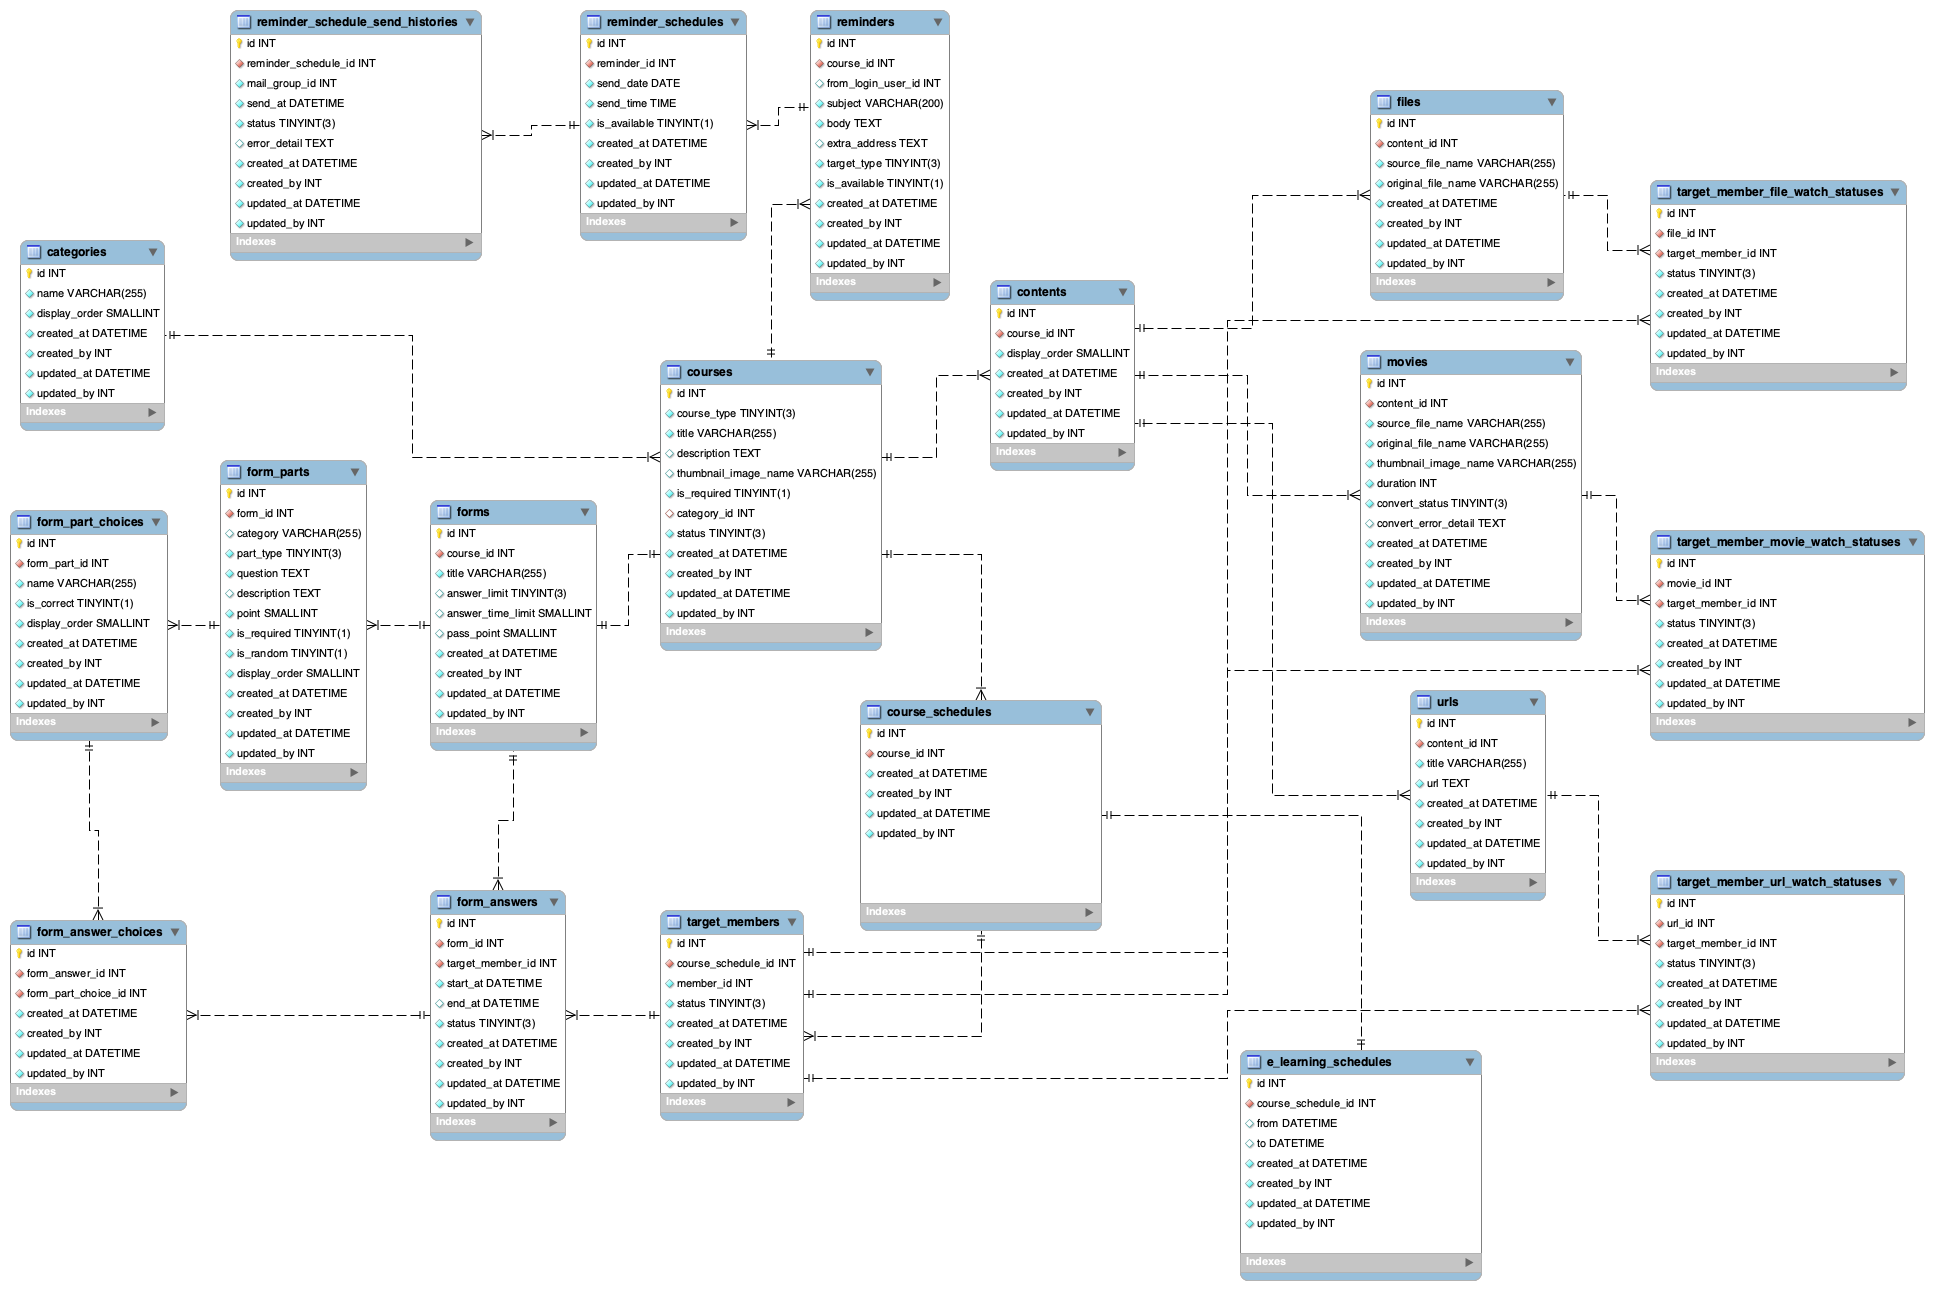 reminder_schedule_send_histories
id INT
reminder_schedule_id INT
mail_group_id INT
send_at DATETIME
status TINYINT(3)
error_detail TEXT
created_at DATETIME
created_by INT
updated_at DATETIME
updated_by INT
Indexes
reminder_schedules
id INT
reminder_id INT
send_date DATE
send_time TIME
is_available TINYINT(1)
created_at DATETIME
created_by INT
updated_at DATETIME
updated_by INT
Indexes
reminders
id INT
course_id INT
from_login_user_id INT
subject VARCHAR(200)
body TEXT
extra_address TEXT
target_type TINYINT(3)
is_available TINYINT(1)
created_at DATETIME
created_by INT
updated_at DATETIME
updated_by INT
Indexes
files
id INT
content_id INT
source_file_name VARCHAR(255)
original_file_name VARCHAR(255)
created_at DATETIME
created_by INT
updated_at DATETIME
updated_by INT
Indexes
target_member_file_watch_statuses
id INT
file_id INT
target_member_id INT
status TINYINT(3)
created_at DATETIME
created_by INT
updated_at DATETIME
updated_by INT
Indexes
categories
id INT
name VARCHAR(255)
display_order SMALLINT
created_at DATETIME
created_by INT
updated_at DATETIME
updated_by INT
Indexes
contents
id INT
course_id INT
display_order SMALLINT
created_at DATETIME
created_by INT
updated_at DATETIME
updated_by INT
Indexes
courses
id INT
course_type TINYINT(3)
title VARCHAR(255)
description TEXT
thumbnail_image_name VARCHAR(255)
is_required TINYINT(1)
category_id INT
status TINYINT(3)
created_at DATETIME
created_by INT
updated_at DATETIME
updated_by INT
Indexes
movies
id INT
content_id INT
source_file_name VARCHAR(255)
original_file_name VARCHAR(255)
thumbnail_image_name VARCHAR(255)
duration INT
convert_status TINYINT(3)
convert_error_detail TEXT
created_at DATETIME
created_by INT
updated_at DATETIME
updated_by INT
Indexes
form_part_choices
id INT
form_part_id INT
name VARCHAR(255)
is_correct TINYINT(1)
display_order SMALLINT
created_at DATETIME
created_by INT
updated_at DATETIME
updated_by INT
Indexes
form_parts
id INT
form_id INT
category VARCHAR(255)
part_type TINYINT(3)
question TEXT
description TEXT
point SMALLINT
is_required TINYINT(1)
is_random TINYINT(1)
display_order SMALLINT
created_at DATETIME
created_by INT
updated_at DATETIME
updated_by INT
Indexes
forms
id INT
course_id INT
title VARCHAR(255)
answer_limit TINYINT(3)
answer_time_limit SMALLINT
pass_point SMALLINT
created_at DATETIME
created_by INT
updated_at DATETIME
updated_by INT
Indexes
target_member_movie_watch_statuses
id INT
movie_id INT
target_member_id INT
status TINYINT(3)
created_at DATETIME
created_by INT
updated_at DATETIME
updated_by INT
Indexes
course_schedules
id INT
course_id INT
created_at DATETIME
created_by INT
updated_at DATETIME
updated_by INT
Indexes
urls
id INT
content_id INT
title VARCHAR(255)
url TEXT
created_at DATETIME
created_by INT
updated_at DATETIME
updated_by INT
Indexes
form_answer_choices
id INT
form_answer_id INT
form_part_choice_id INT
created_at DATETIME
created_by INT
updated_at DATETIME
updated_by INT
Indexes
form_answers
id INT
form_id INT
target_member_id INT
start_at DATETIME
end_at DATETIME
status TINYINT(3)
created_at DATETIME
created_by INT
updated_at DATETIME
updated_by INT
Indexes
target_members
id INT
course_schedule_id INT
member_id INT
status TINYINT(3)
created_at DATETIME
created_by INT
updated_at DATETIME
updated_by INT
Indexes
target_member_url_watch_statuses
id INT
url_id INT
target_member_id INT
status TINYINT(3)
created_at DATETIME
created_by INT
updated_at DATETIME
updated_by INT
Indexes
e_learning_schedules
id INT
course_schedule_id INT
from DATETIME
to DATETIME
created_at DATETIME
created_by INT
updated_at DATETIME
updated_by INT
Indexes